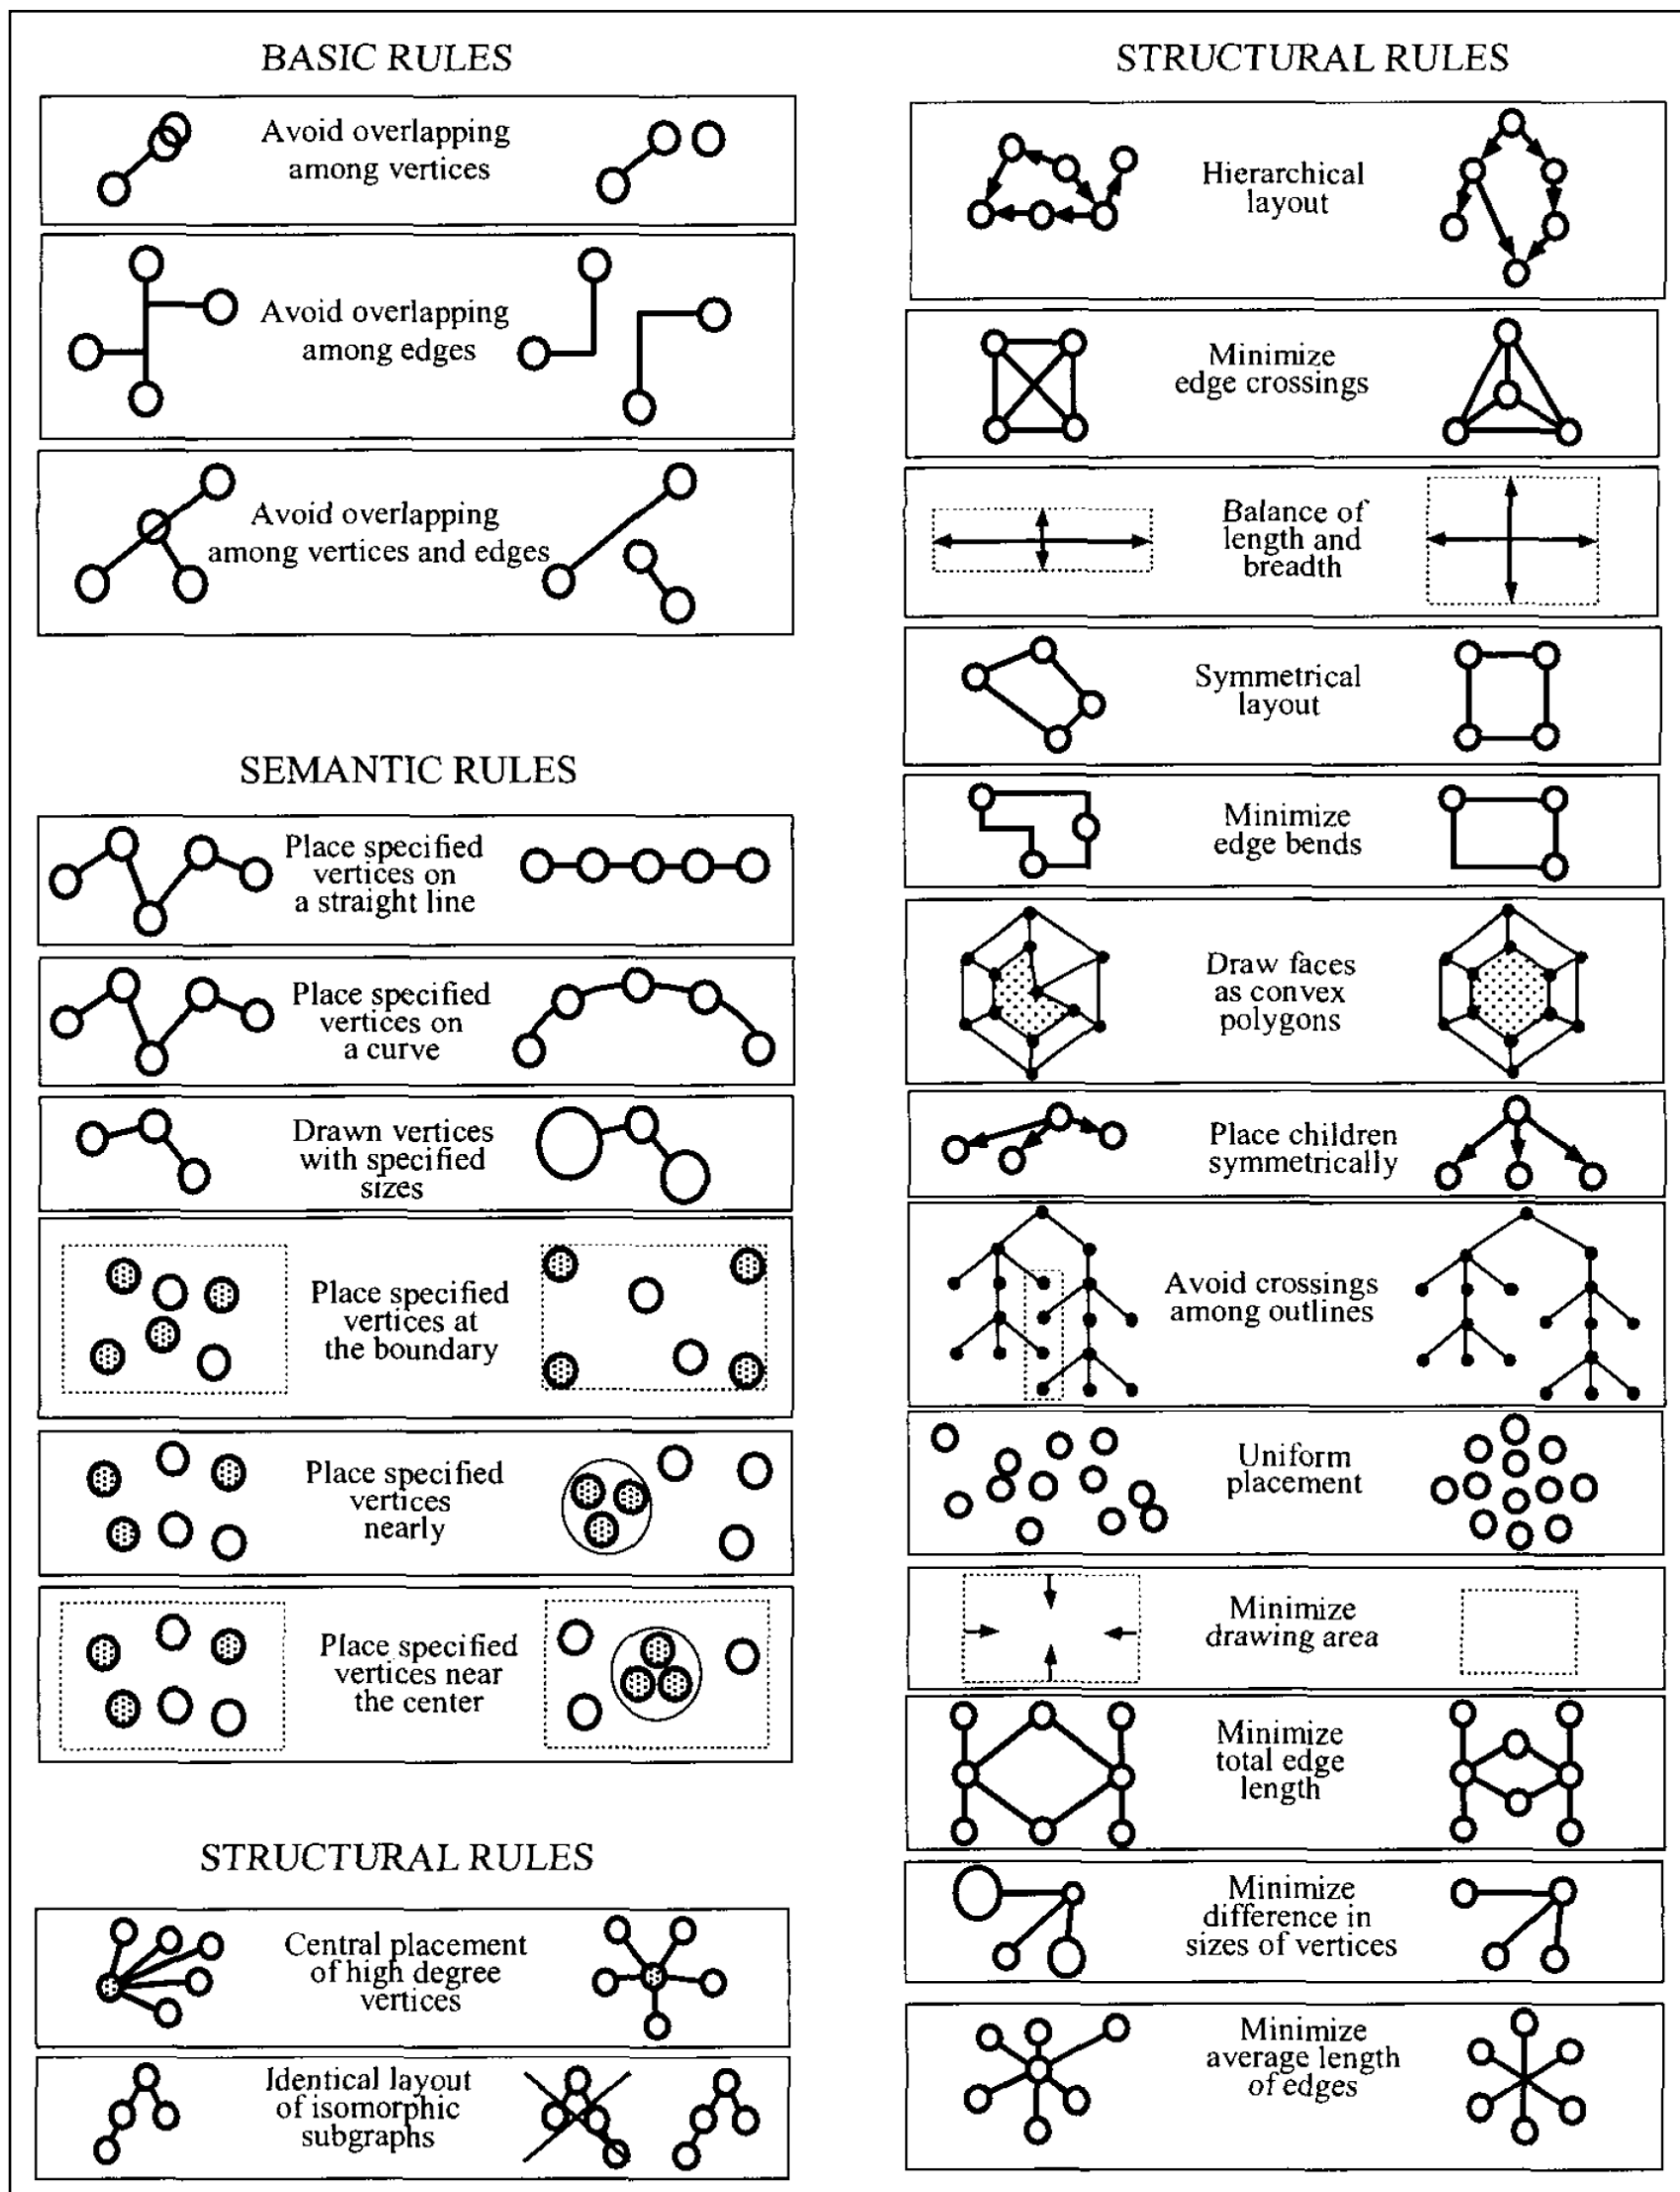 BASIC RULES
Avoid overlapping
among vertices
Avoid overlapping
among edges
Avoid overlapping
among vertices and edges
SEMANTIC RULES
Place specified
vertices on
a straight line
Place specified
vertices on
a curve
Drawn vertices
with specified
sizes
Place specified
vertices at
the boundary
Place specified
vertices
nearly
Place specified
vertices near
the center
STRUCTURAL RULES
Central placement
of high degree
vertices
Identical layout
of isomorphic
subgraphs
STRUCTURAL RULES
Hierarchical
layout
Minimize
edge crossings
Balance of
length and
breadth
Symmetrical
layout
Minimize
edge bends
Draw faces
as convex
polygons
Place children
symmetrically
Avoid crossings
among outlines
Uniform
placement
Minimize
drawing area
Minimize
total edge
length
Minimize
difference in
sizes of vertices
Minimize
average length
of edges